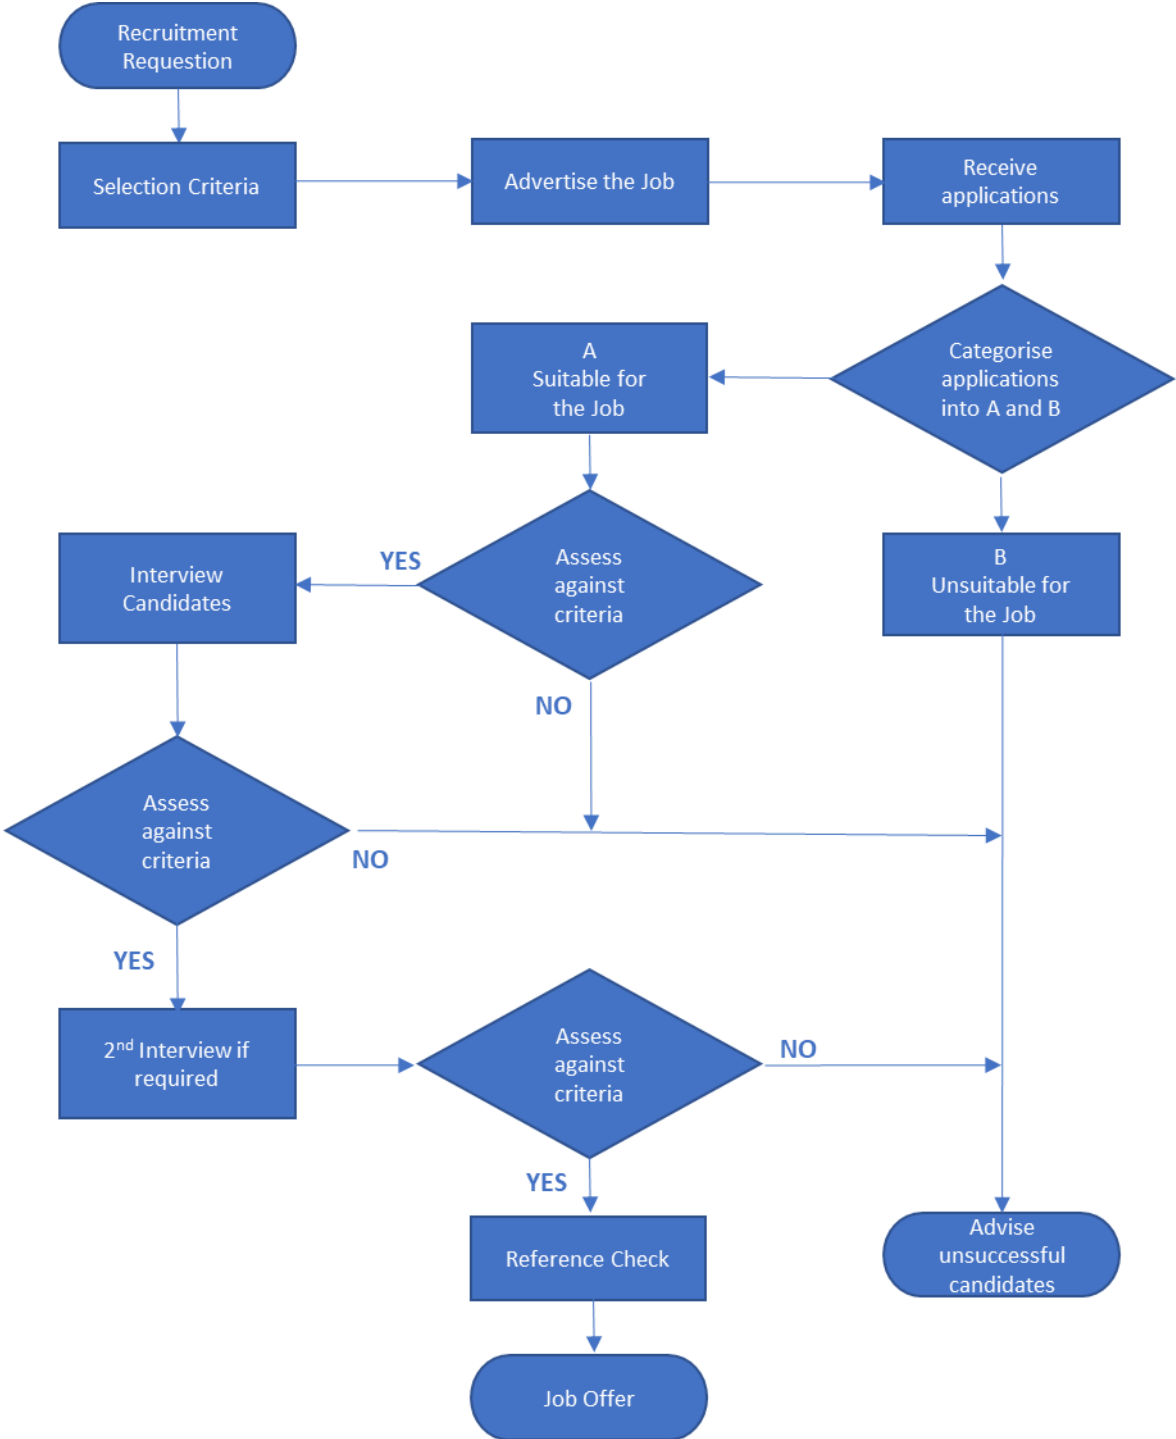 Recruitment
Requestion
Selection Criteria
Advertise the Job
Receive
applications
Categorise
applications
into A and B
A
Suitable for
the Job
B
Unsuitable for
the Job
Assess
against
criteria
YES
NO
Interview
Candidates
Assess
against
criteria
NO
YES
2nd Interview if
required
Assess
against
criteria
NO
YES
Reference Check
Job Offer
Advise
unsuccessful
candidates